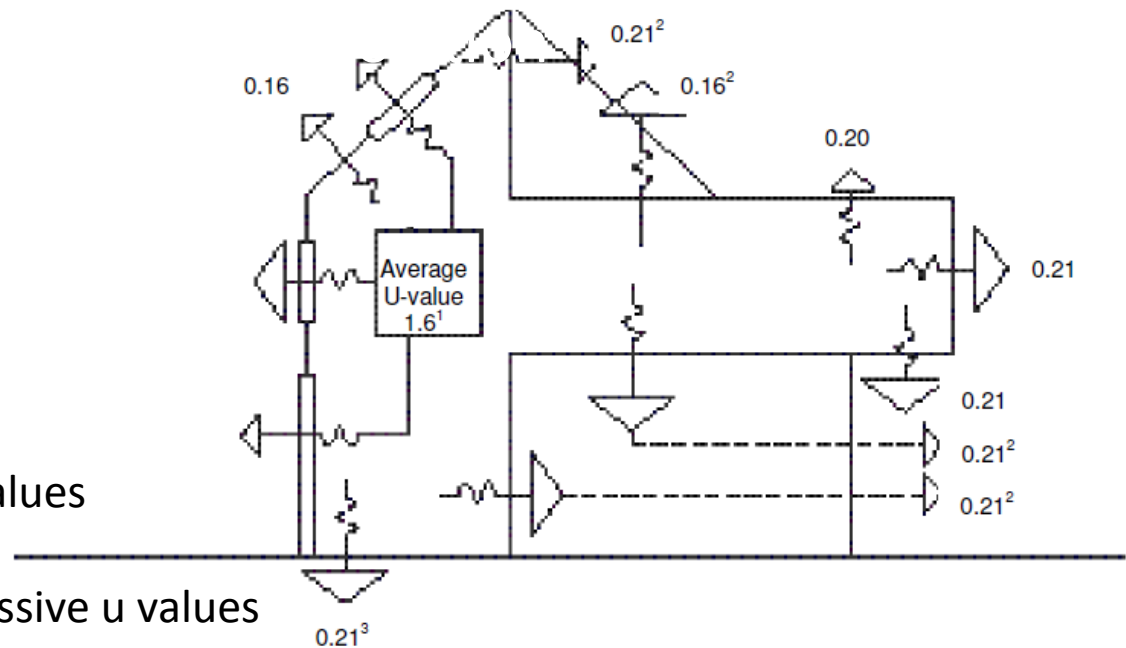 0.21²
0.16
0.16²
0.20
Average
U-value
1.6¹
0.21
0.21
0.21²
alues
0.21²
ssive u values
0.21³